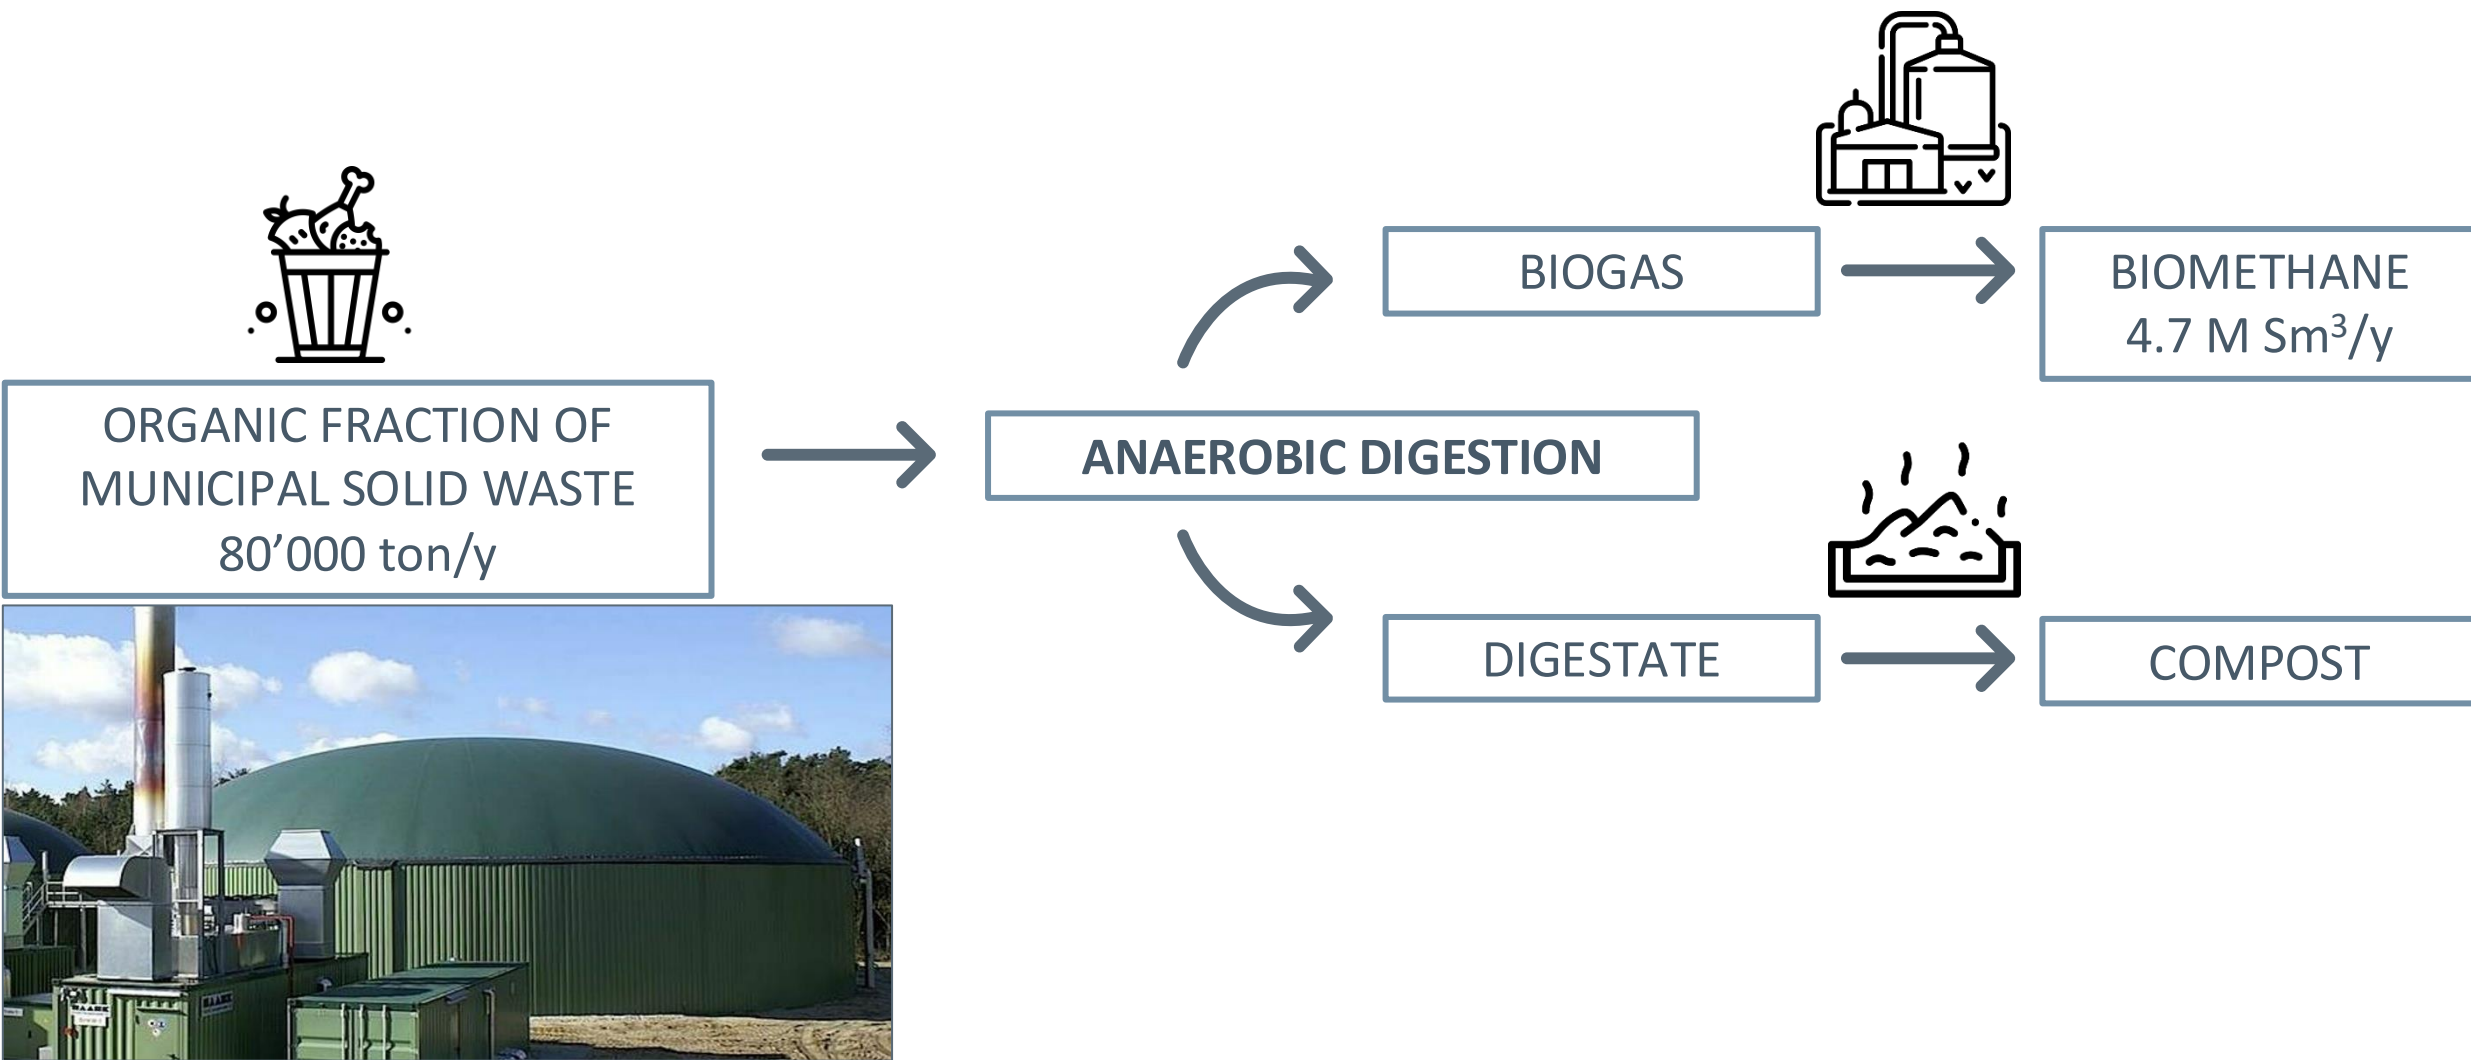 ORGANIC FRACTION OF
MUNICIPAL SOLID WASTE
80’000 ton/y
ANAEROBIC DIGESTION
BIOGAS
BIOMETHANE
4.7 M Sm³/y
DIGESTATE
COMPOST